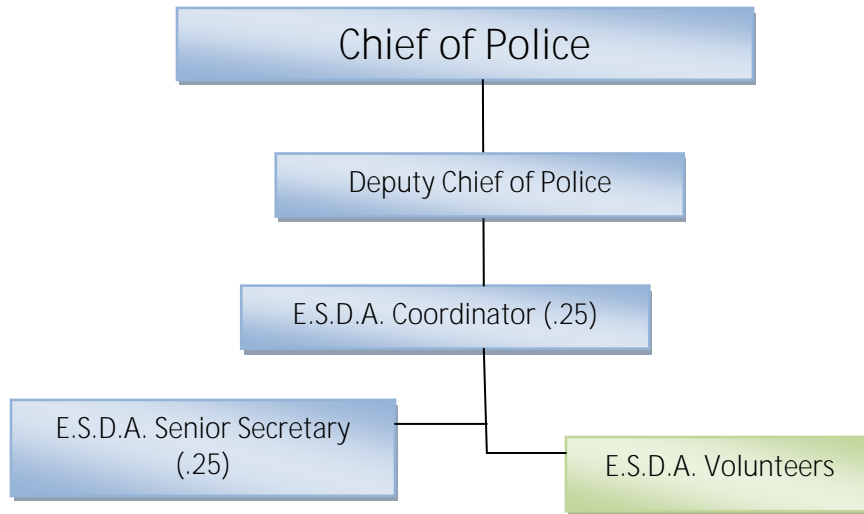 Chief of Police
Deputy Chief of Police
E.S.D.A. Coordinator (.25)
E.S.D.A. Senior Secretary
(.25)
E.S.D.A. Volunteers